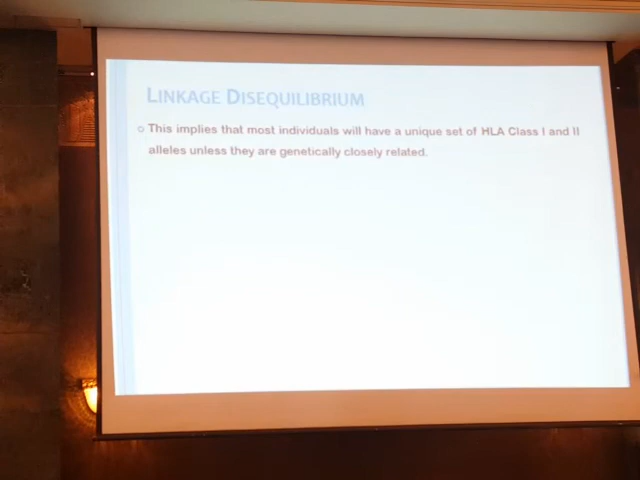 LINKAGE DISEQUILIBRIUM
This implies that most individuals will have a unique set of HLA Class I and II
alleles unless they are genetically closely related.